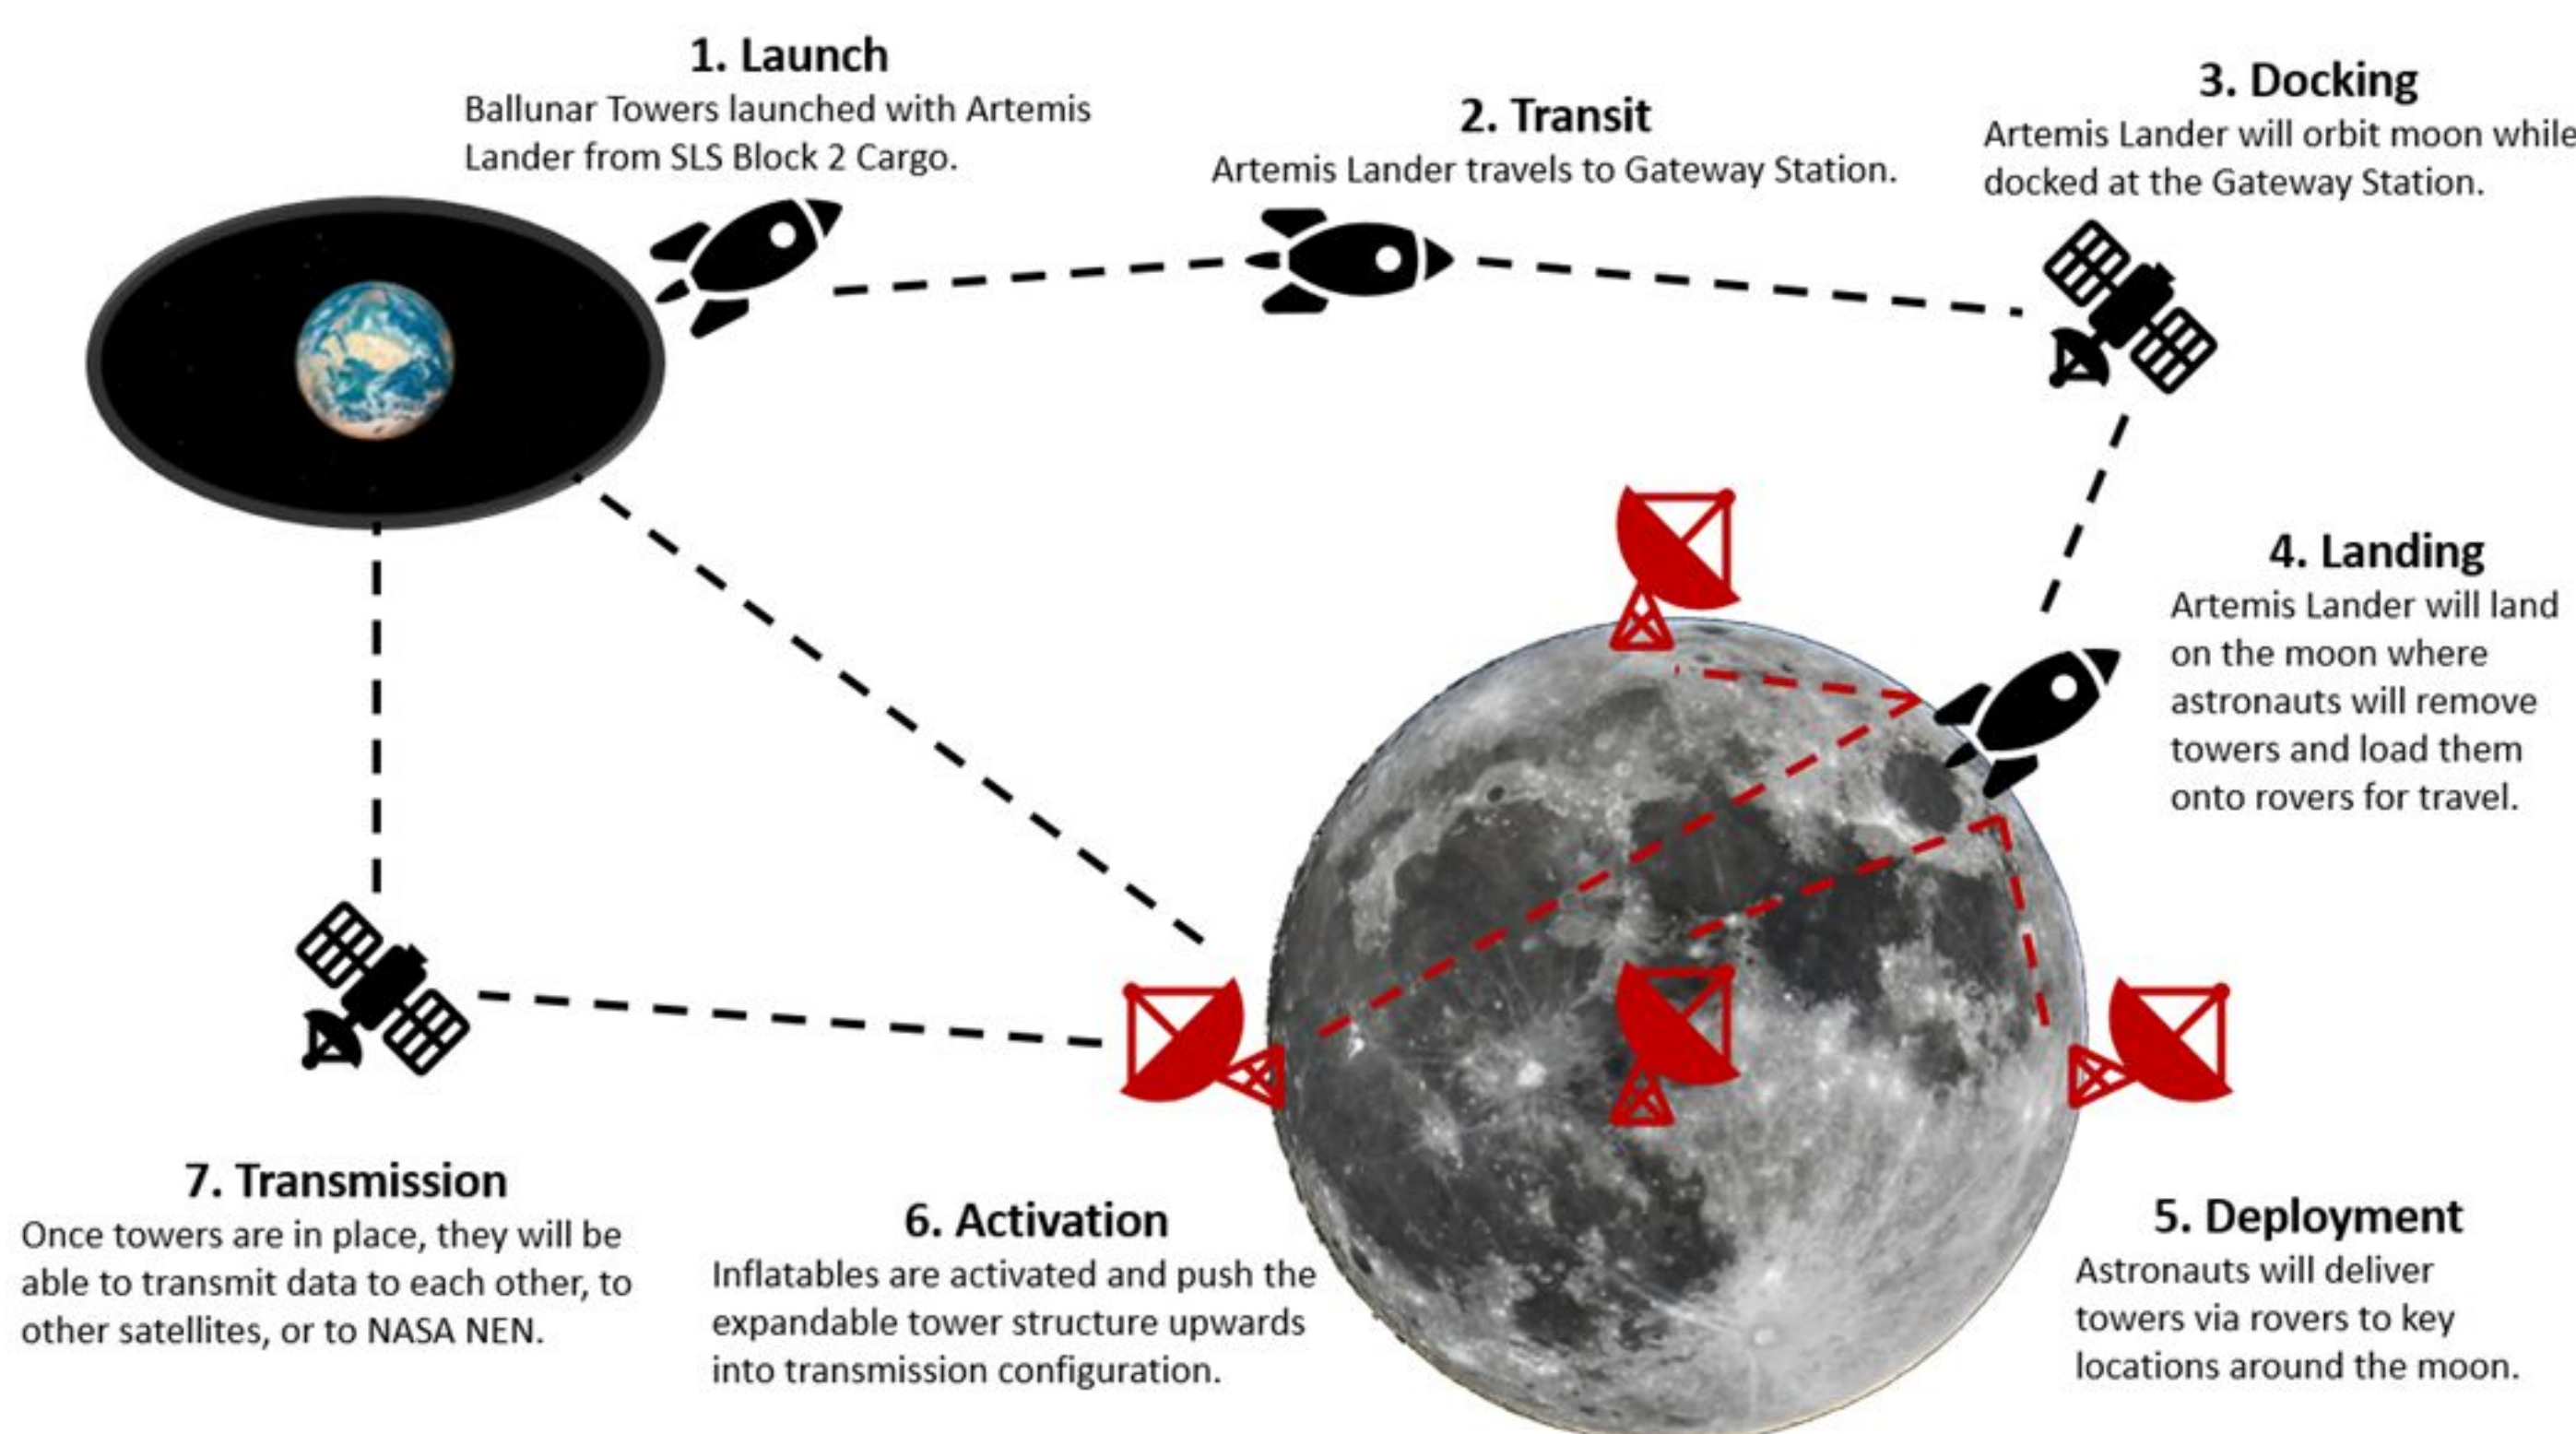 1. Launch
Ballunar Towers launched with Artemis
Lander from SLS Block 2 Cargo.
2. Transit
Artemis Lander travels to Gateway Station.
3. Docking
Artemis Lander will orbit moon while
docked at the Gateway Station.
4. Landing
Artemis Lander will land
on the moon where
astronauts will remove
towers and load them
onto rovers for travel.
5. Deployment
Astronauts will deliver
towers via rovers to key
locations around the moon.
6. Activation
Inflatables are activated and push the
expandable tower structure upwards
into transmission configuration.
7. Transmission
Once towers are in place, they will be
able to transmit data to each other, to
other satellites, or to NASA NEN.